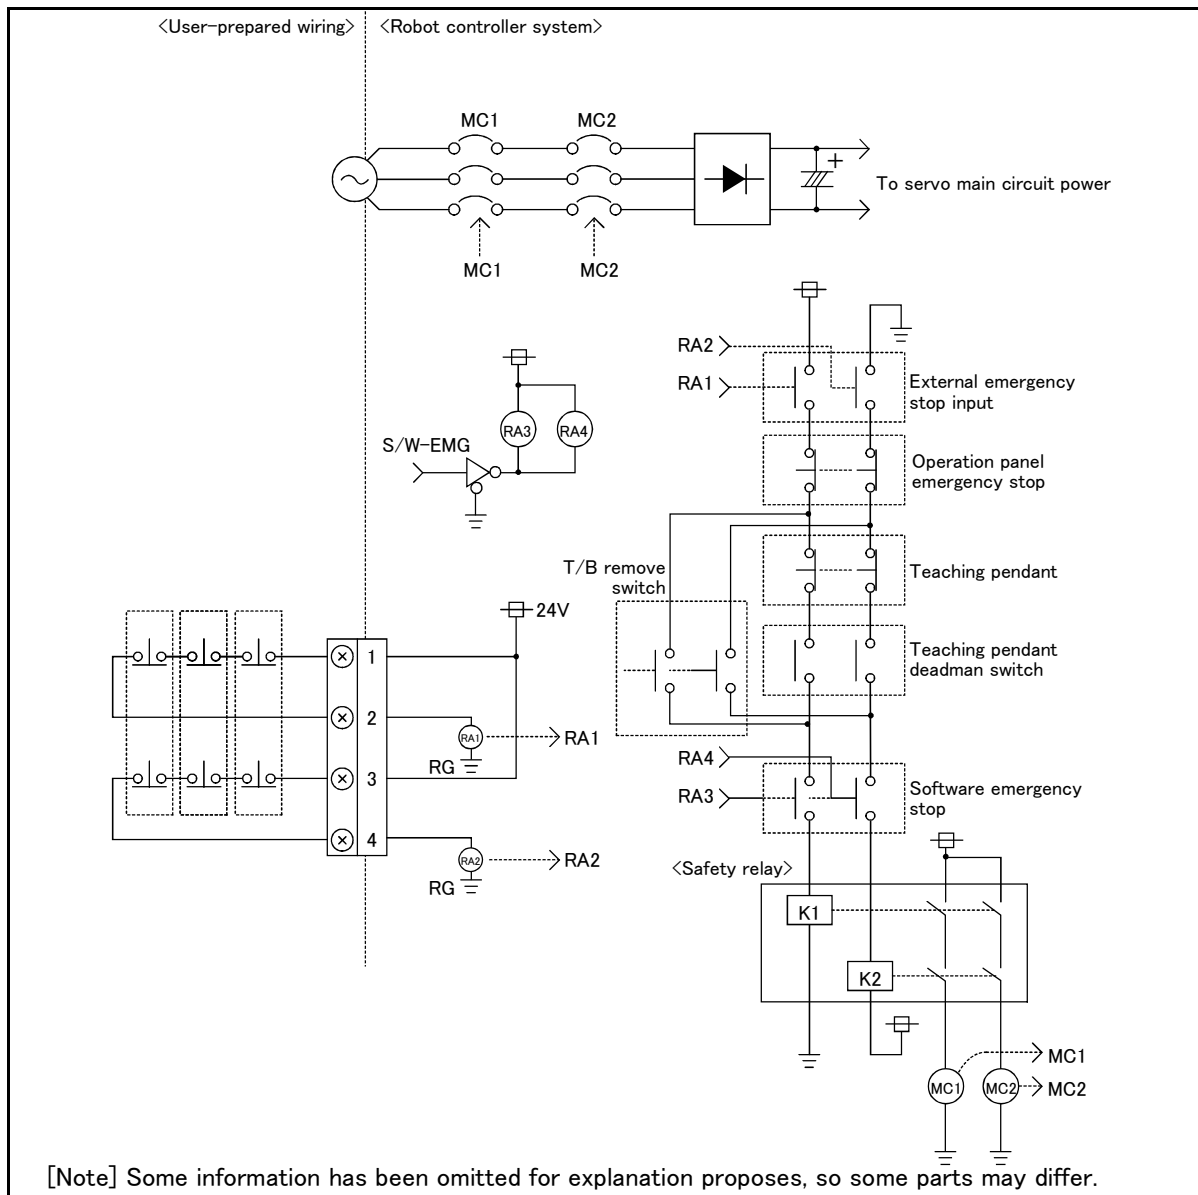 <User-prepared wiring> <Robot controller system>
MC1 MC2
To servo main circuit power
MC1 MC2
RA2
RA1
External emergency
stop input
RA3 RA4
S/W-EMG
Operation panel
emergency stop
T/B remove
switch
Teaching pendant
24V
Teaching pendant
deadman switch
1
2
RA1
RA1
RG
3
4
RA2
RA2
RG
RA4
RA3
Software emergency
stop
<Safety relay>
K1
K2
MC1
MC1
MC2
MC2
[Note] Some information has been omitted for explanation proposes, so some parts may differ.